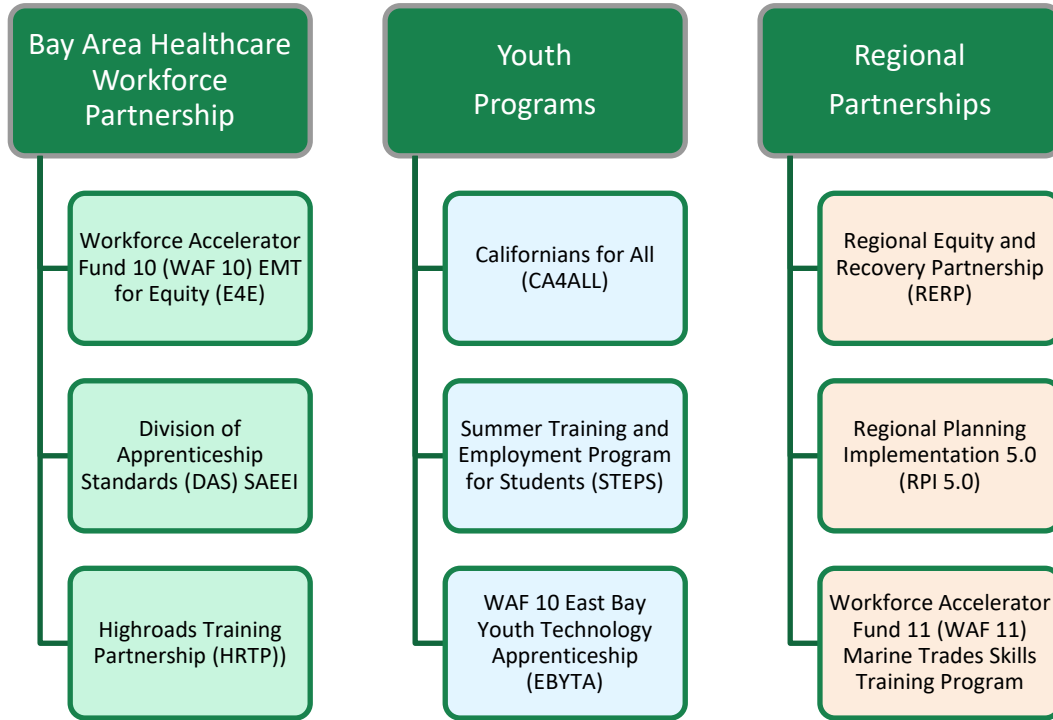 Bay Area Healthcare
Workforce
Partnership
Workforce Accelerator
Fund 10 (WAF 10) EMT
for Equity (E4E)
Division of
Apprenticeship
Standards (DAS) SAEEI
Highroads Training
Partnership (HRTP))
Youth
Programs
Californians for All
(CA4ALL)
Summer Training and
Employment Program
for Students (STEPS)
WAF 10 East Bay
Youth Technology
Apprenticeship
(EBYTA)
Regional
Partnerships
Regional Equity and
Recovery Partnership
(RERP)
Regional Planning
Implementation 5.0
(RPI 5.0)
Workforce Accelerator
Fund 11 (WAF 11)
Marine Trades Skills
Training Program